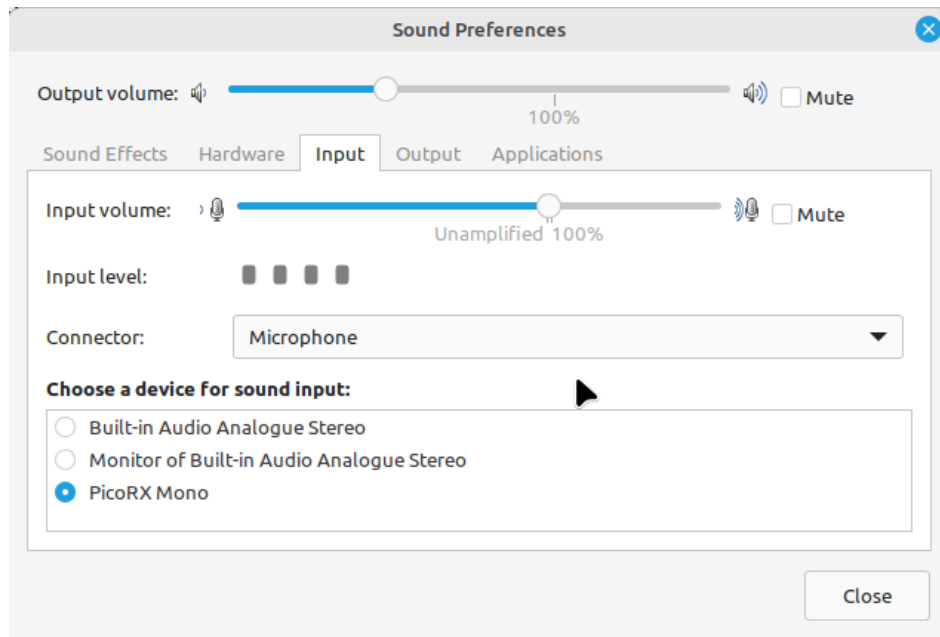 Sound Preferences
Output volume: Mute
100%
Sound Effects Hardware Input Output Applications
Input volume: Mute
Unamplified 100%
Input level:
Connector: Microphone
Choose a device for sound input:
Built-in Audio Analogue Stereo
Monitor of Built-in Audio Analogue Stereo
PicoRX Mono
Close